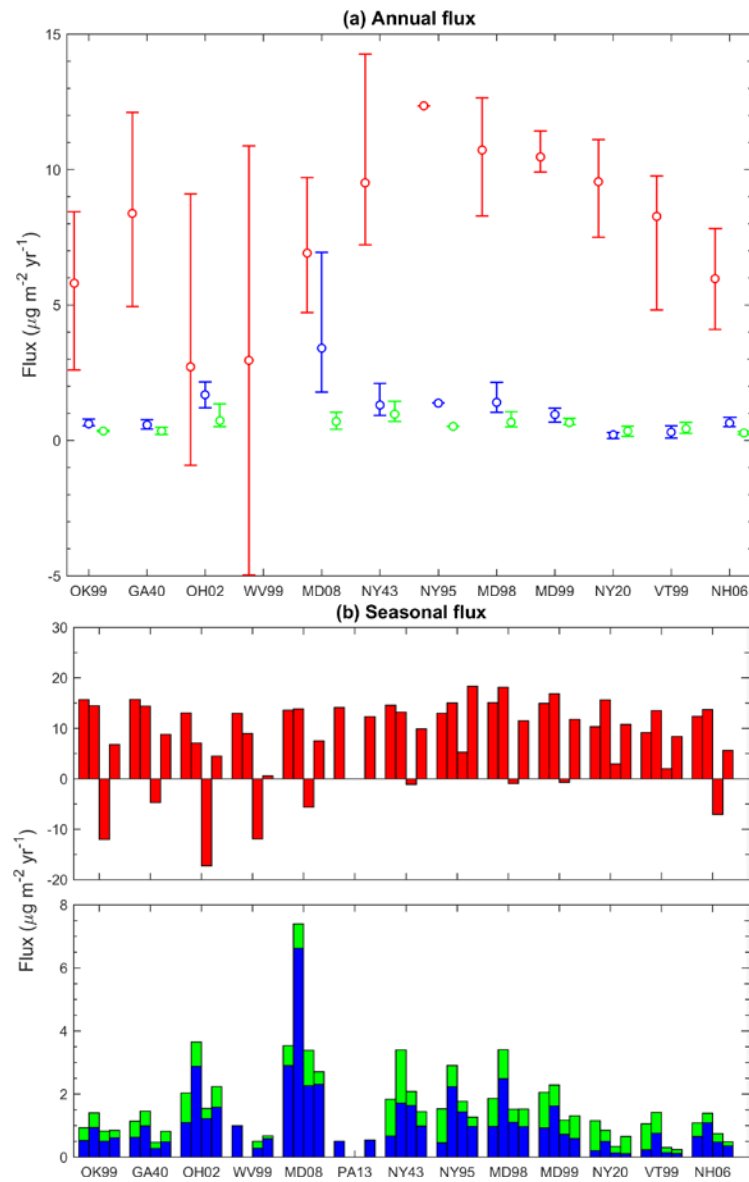 (a) Annual flux
15
10
5
0
-5
Flux (μg m⁻² yr⁻¹)
OK99 GA40 OH02 WV99 MD08 NY43 NY95 MD98 MD99 NY20 VT99 NH06
(b) Seasonal flux
30
20
10
0
-10
-20
8
6
4
2
0
Flux (μg m⁻² yr⁻¹)
OK99 GA40 OH02 WV99 MD08 PA13 NY43 NY95 MD98 MD99 NY20 VT99 NH06